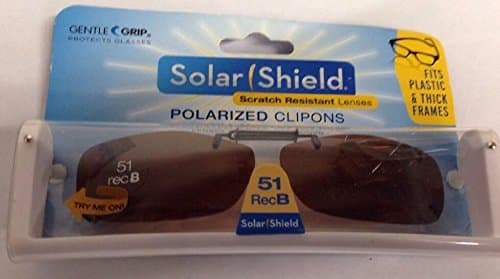 GENTLE GRIP®
PROTECTS GLASSES
Solar Shield®
Scratch Resistant Lenses
POLARIZED CLIPONS
FITS
PLASTIC
& THICK
FRAMES
51
recB
TRY ME ON!
51
RecB
Solar Shield